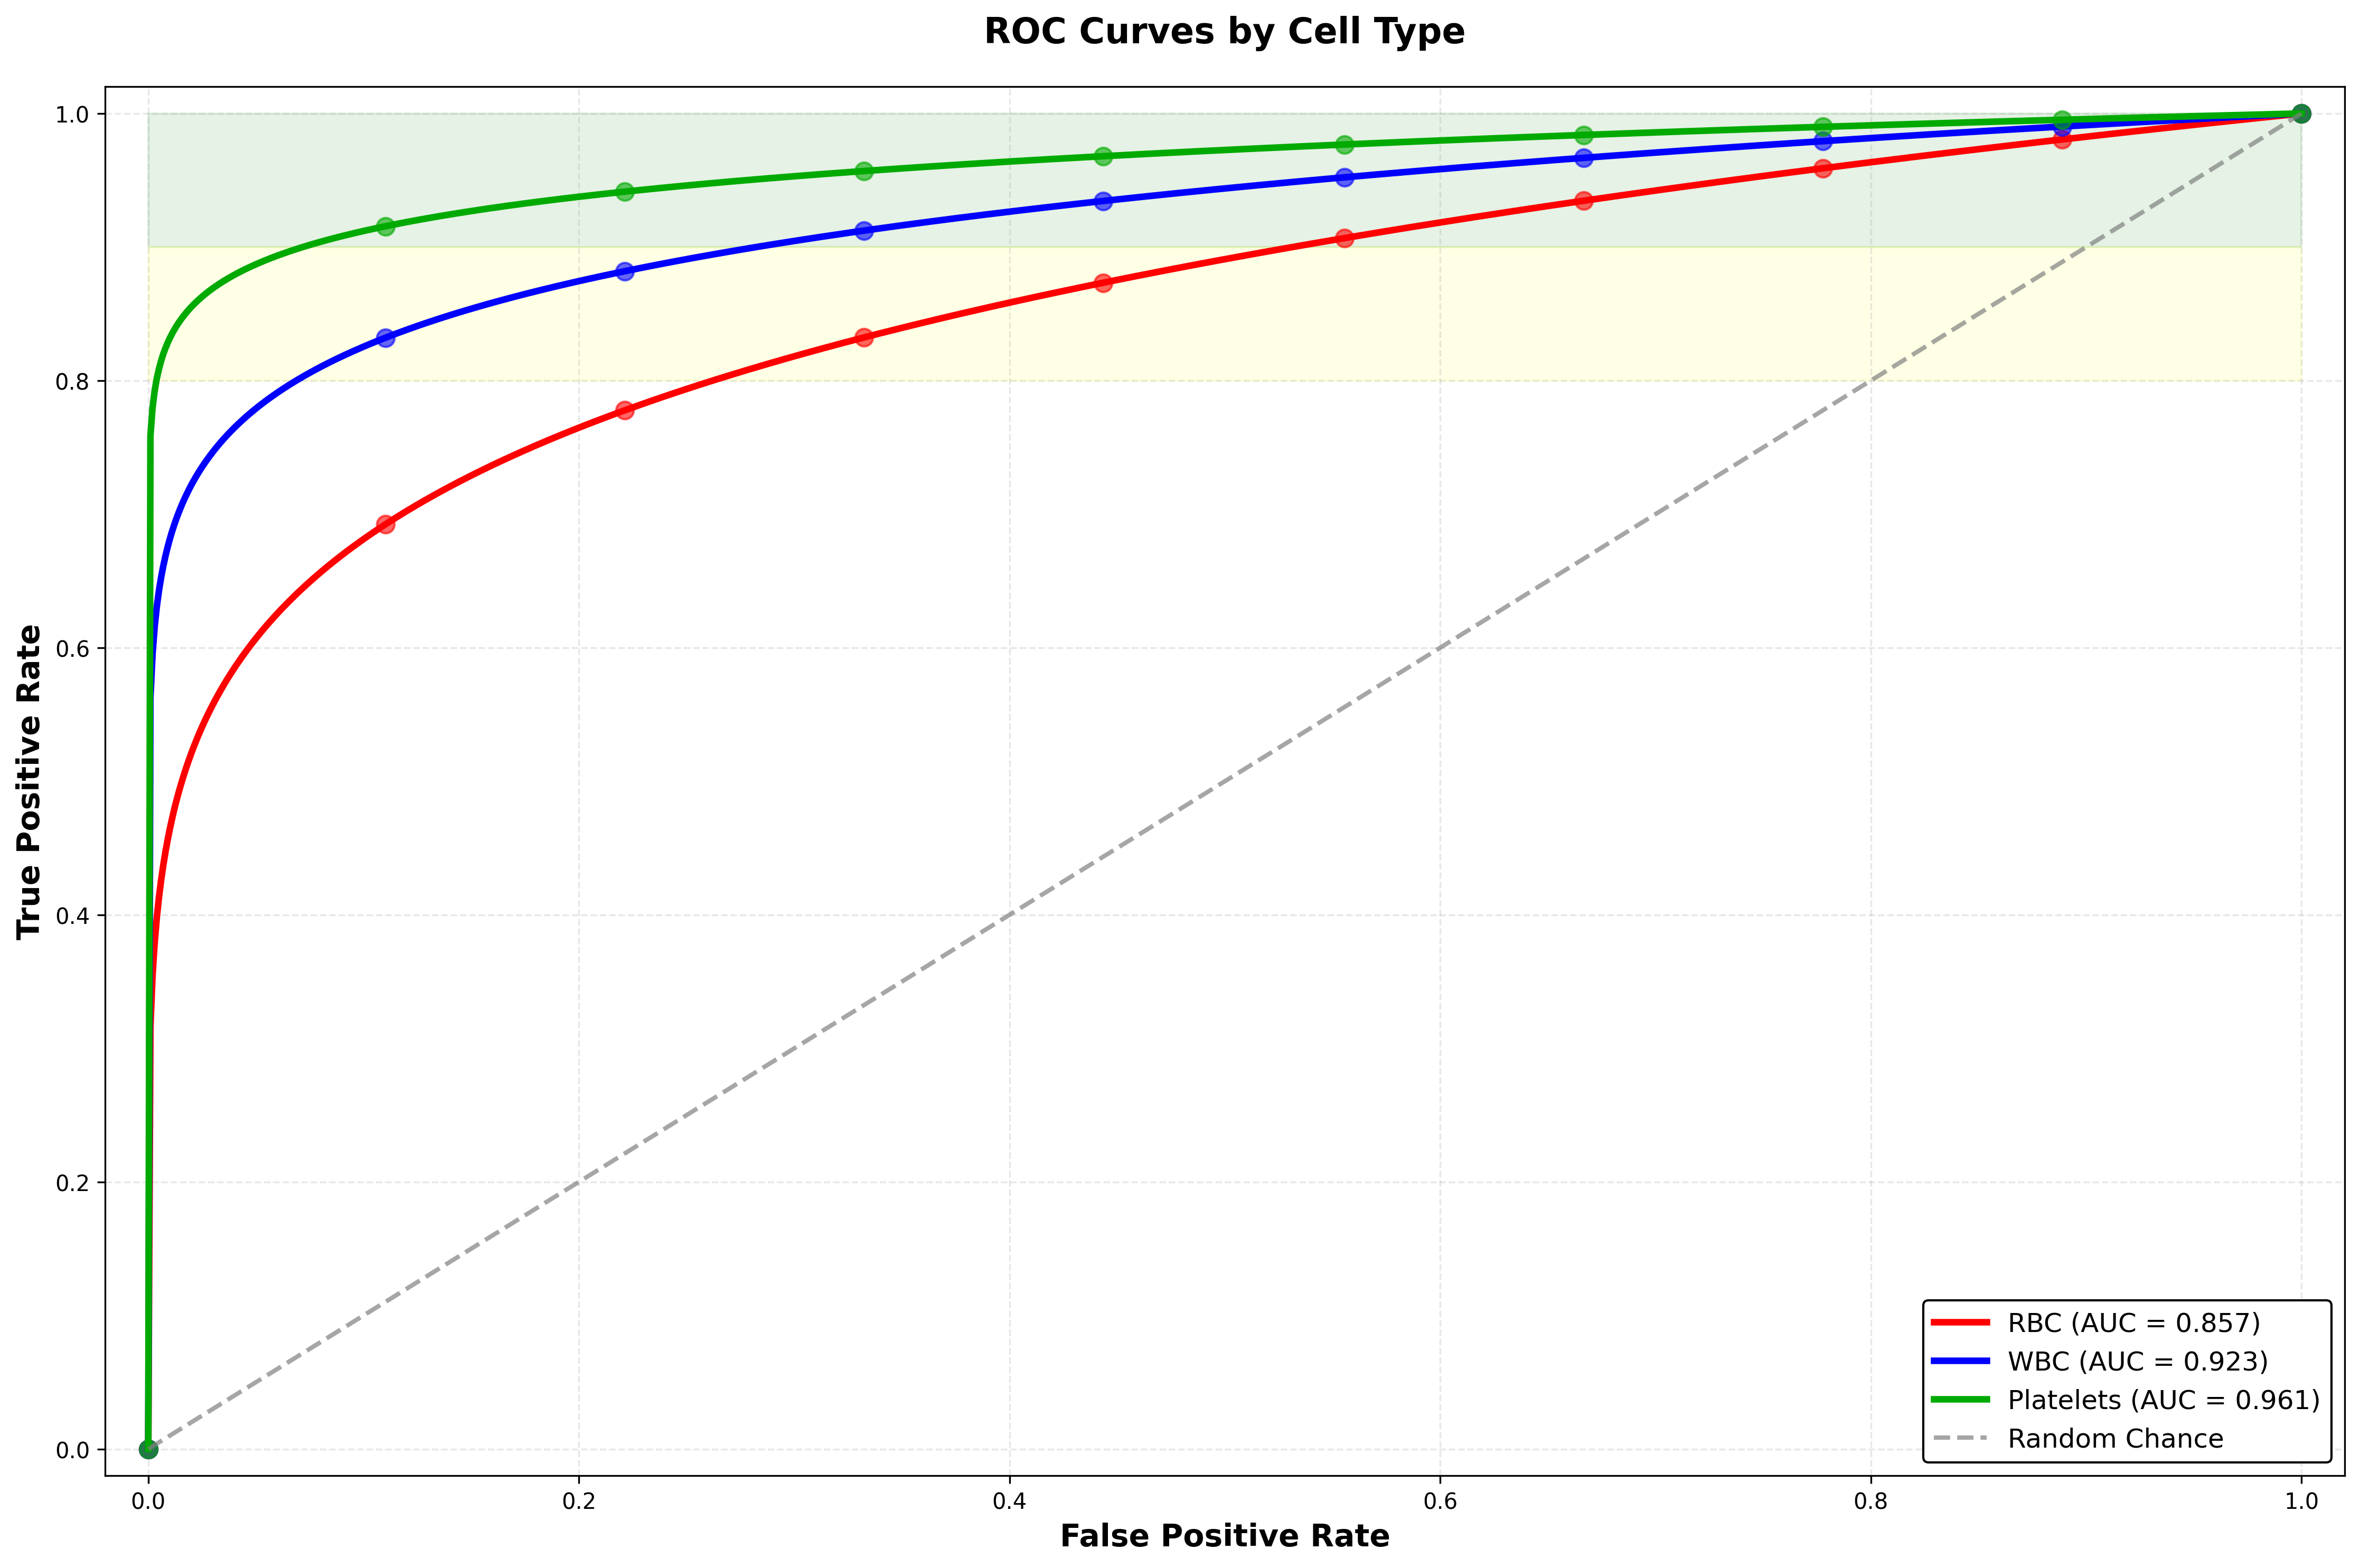 ROC Curves by Cell Type
True Positive Rate
1.0
0.8
0.6
0.4
0.2
0.0
0.0 0.2 0.4 0.6 0.8 1.0
False Positive Rate
RBC (AUC = 0.857)
WBC (AUC = 0.923)
Platelets (AUC = 0.961)
Random Chance